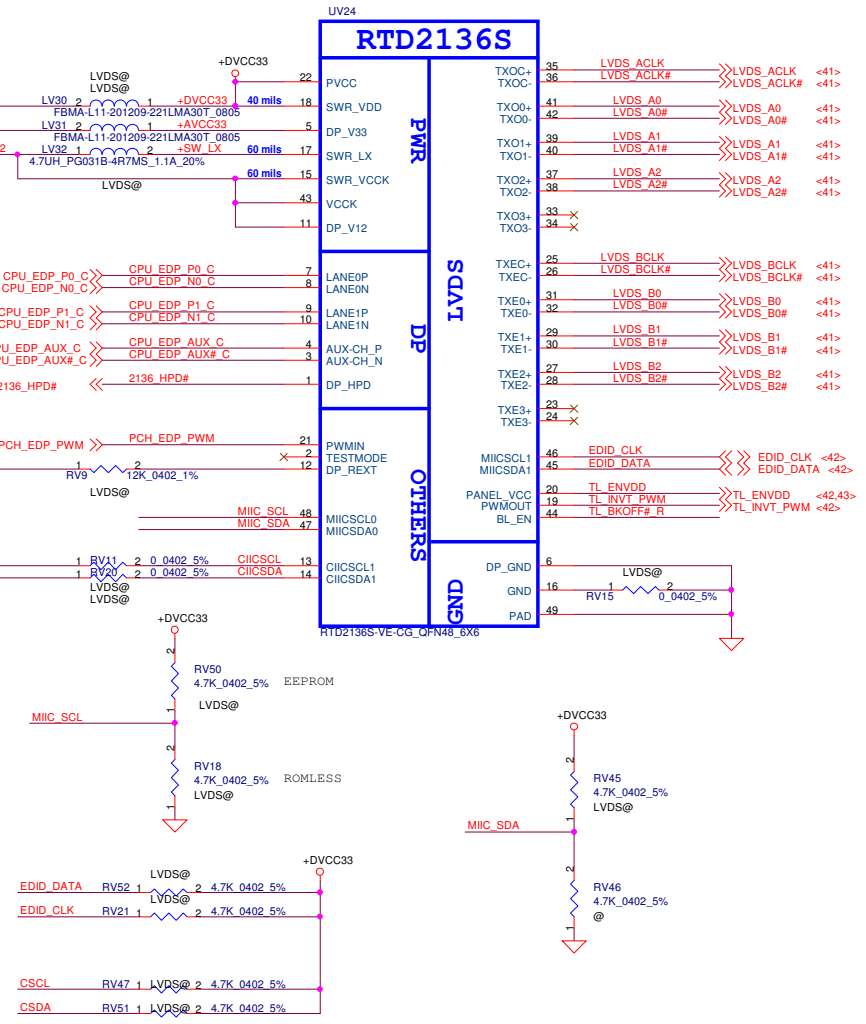 UV24
RTD2136S
+DVCC33
LVDS@
LVDS@
LV30 2 1 +DVCC33 40 mils
FBMA-L11-201209-221LMA30T_0805
LV31 2 1 +AVCC33
FBMA-L11-201209-221LMA30T_0805
LV32 1 2 +SW_LX 60 mils
4.7UH_PG031B-4R7MS_1.1A_20%
60 mils
LVDS@
22 PVCC
18 SWR_VDD
5 DP_V33
17 SWR_LX
15 SWR_VCCK
43 VCCK
11 DP_V12
PWR
CPU_EDP_P0_C CPU_EDP_P0_C 7 LANE0P
CPU_EDP_N0_C CPU_EDP_N0_C 8 LANE0N
CPU_EDP_P1_C CPU_EDP_P1_C 9 LANE1P
CPU_EDP_N1_C CPU_EDP_N1_C 10 LANE1N
PU_EDP_AUX_C CPU_EDP_AUX_C 4 AUX-CH_P
PU_EDP_AUX#_C CPU_EDP_AUX#_C 3 AUX-CH_N
2136_HPD# 2136_HPD# 1 DP_HPD
DP
PCH_EDP_PWM PCH_EDP_PWM 21 PWMIN
2 TESTMODE
RV9 1 2 12K_0402_1% 12 DP_REXT
LVDS@
MIIC_SCL 48 MIICSCL0
MIIC_SDA 47 MIICSDA0
1 RV11 2 0_0402_5% CIICSCL 13 CIICSCL1
1 RV20 2 0_0402_5% CIICSDA 14 CIICSDA1
LVDS@
LVDS@
OTHERS
LVDS
TXOC+ 35 LVDS_ACLK LVDS_ACLK <41>
TXOC- 36 LVDS_ACLK# LVDS_ACLK# <41>
TXO0+ 41 LVDS_A0 LVDS_A0 <41>
TXO0- 42 LVDS_A0# LVDS_A0# <41>
TXO1+ 39 LVDS_A1 LVDS_A1 <41>
TXO1- 40 LVDS_A1# LVDS_A1# <41>
TXO2+ 37 LVDS_A2 LVDS_A2 <41>
TXO2- 38 LVDS_A2# LVDS_A2# <41>
TXO3+ 33
TXO3- 34
TXEC+ 25 LVDS_BCLK LVDS_BCLK <41>
TXEC- 26 LVDS_BCLK# LVDS_BCLK# <41>
TXE0+ 31 LVDS_B0 LVDS_B0 <41>
TXE0- 32 LVDS_B0# LVDS_B0# <41>
TXE1+ 29 LVDS_B1 LVDS_B1 <41>
TXE1- 30 LVDS_B1# LVDS_B1# <41>
TXE2+ 27 LVDS_B2 LVDS_B2 <41>
TXE2- 28 LVDS_B2# LVDS_B2# <41>
TXE3+ 23
TXE3- 24
MIICSCL1 46 EDID_CLK EDID_CLK <42>
MIICSDA1 45 EDID_DATA EDID_DATA <42>
PANEL_VCC 20 TL_ENVDD TL_ENVDD <42,43>
PWMOUT 19 TL_INVT_PWM TL_INVT_PWM <42>
BL_EN 44 TL_BKOFF#_R
GND
DP_GND 6
LVDS@
GND 16 RV15 1 2 0_0402_5%
PAD 49
RTD2136S-VE-CG_QFN48_6X6
+DVCC33
2
RV50
4.7K_0402_5% EEPROM
LVDS@
1
MIIC_SCL
2
RV18
4.7K_0402_5% ROMLESS
LVDS@
1
+DVCC33
2
RV45
4.7K_0402_5%
LVDS@
1
MIIC_SDA
2
RV46
4.7K_0402_5%
@
1
+DVCC33
LVDS@
EDID_DATA RV52 1 2 4.7K_0402_5%
LVDS@
EDID_CLK RV21 1 2 4.7K_0402_5%
CSCL RV47 1 LVDS@ 2 4.7K_0402_5%
CSDA RV51 1 LVDS@ 2 4.7K_0402_5%